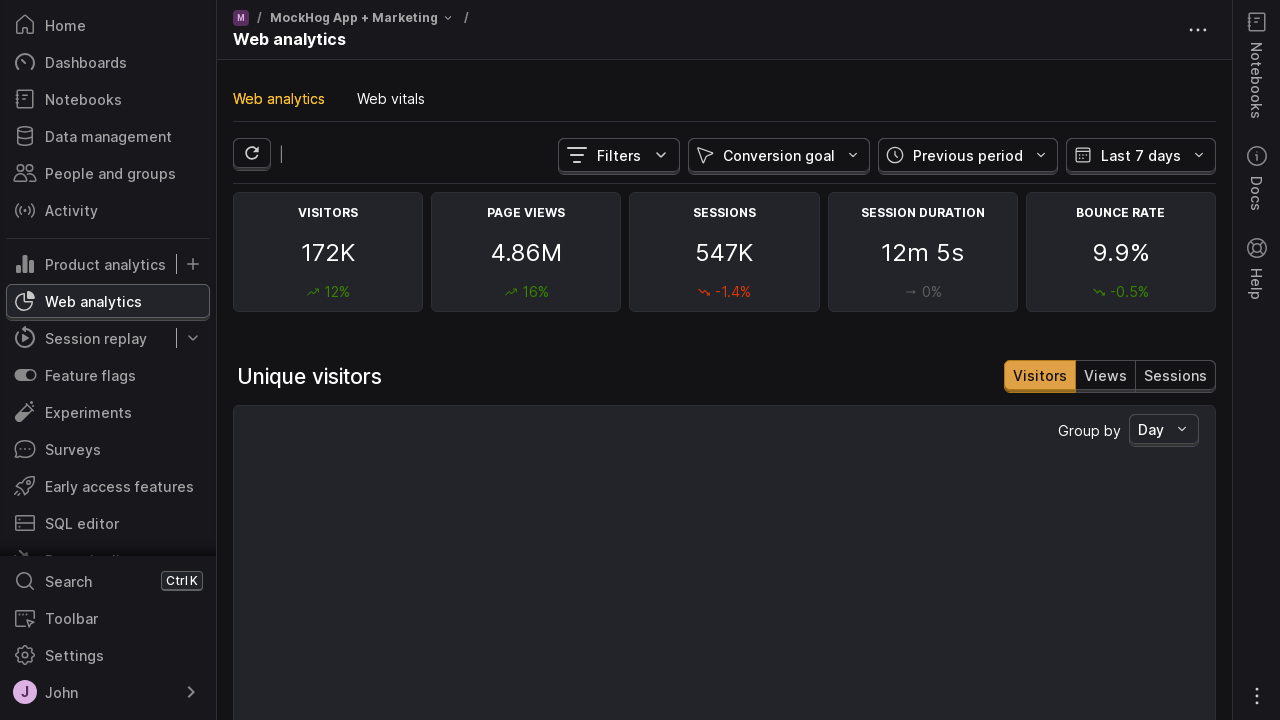 Home
Dashboards
Notebooks
Data management
People and groups
Activity
Product analytics
Web analytics
Session replay
Feature flags
Experiments
Surveys
Early access features
SQL editor
Search Ctrl K
Toolbar
Settings
J John
M / MockHog App + Marketing /
Web analytics
Web analytics Web vitals
Filters Conversion goal Previous period Last 7 days
VISITORS PAGE VIEWS SESSIONS SESSION DURATION BOUNCE RATE
172K 4.86M 547K 12m 5s 9.9%
12% 16% -1.4% 0% -0.5%
Unique visitors
Visitors Views Sessions
Group by Day
Notebooks
Docs
Help